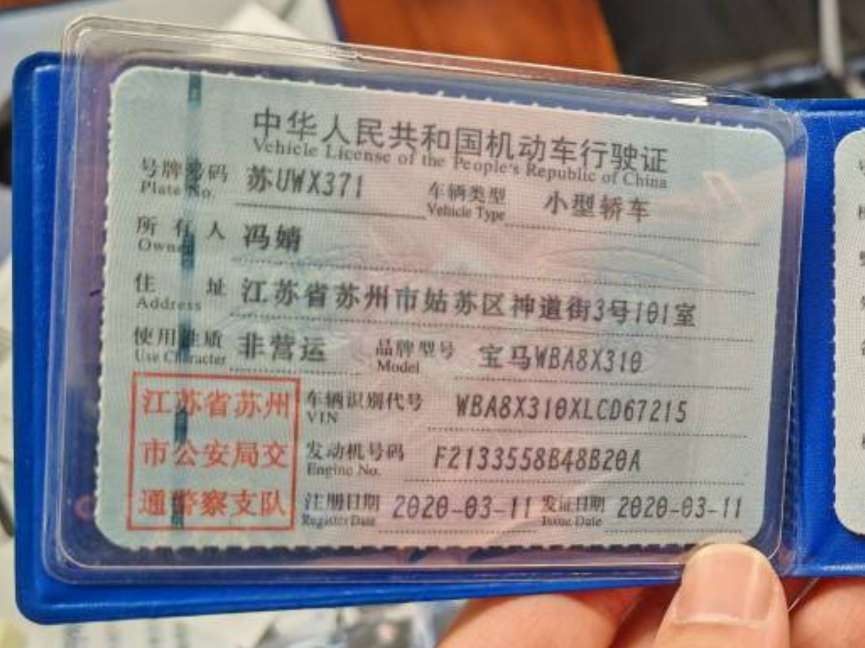 中华人民共和国机动车行驶证
Vehicle License of the People's Republic of China
号牌号码 苏UWX371 车辆类型 小型轿车
Plate No. Vehicle Type
所有人 冯婧
Owner
住址 江苏省苏州市姑苏区神道街3号101室
Address
使用性质 非营运 品牌型号 宝马WBA8X310
Use Character Model
江苏省苏州 车辆识别代号 WBA8X310XLCD67215
VIN
市公安局交 发动机号码 F2133558B48B20A
Engine No.
通警察支队 注册日期 2020-03-11 发证日期 2020-03-11
Register Date Issue Date